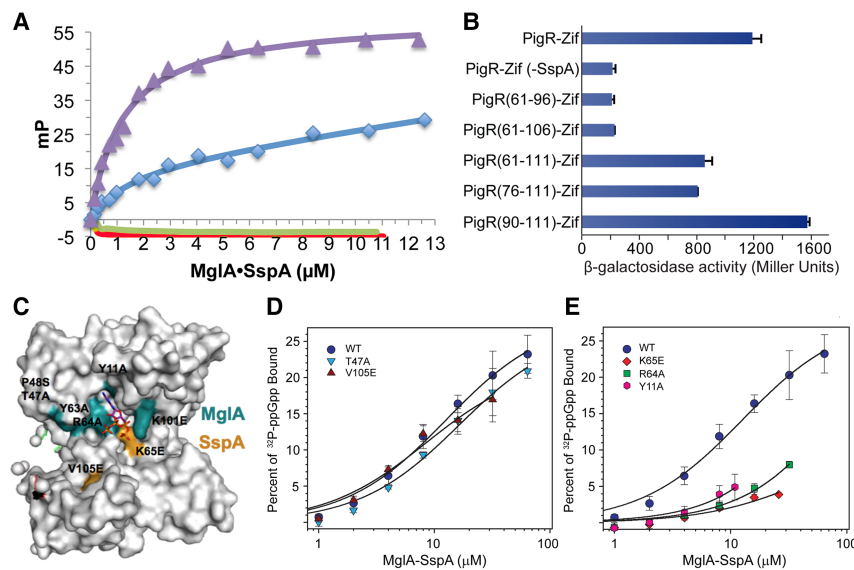 A
55
45
35
25
15
5
-5
mP
0 1 2 3 4 5 6 7 8 9 10 11 12 13
MglA•SspA (μM)
B
PigR-Zif
PigR-Zif (-SspA)
PigR(61-96)-Zif
PigR(61-106)-Zif
PigR(61-111)-Zif
PigR(76-111)-Zif
PigR(90-111)-Zif
0 400 800 1200 1600
β-galactosidase activity (Miller Units)
C
Y11A
P48S
T47A
Y63A
R64A
K101E
K65E
V105E
MglA
SspA
D
WT
T47A
V105E
25
20
15
10
5
Percent of ³²P-ppGpp Bound
1 10 100
MglA-SspA (μM)
E
WT
K65E
R64A
Y11A
25
20
15
10
5
Percent of ³²P-ppGpp Bound
1 10 100
MglA-SspA (μM)